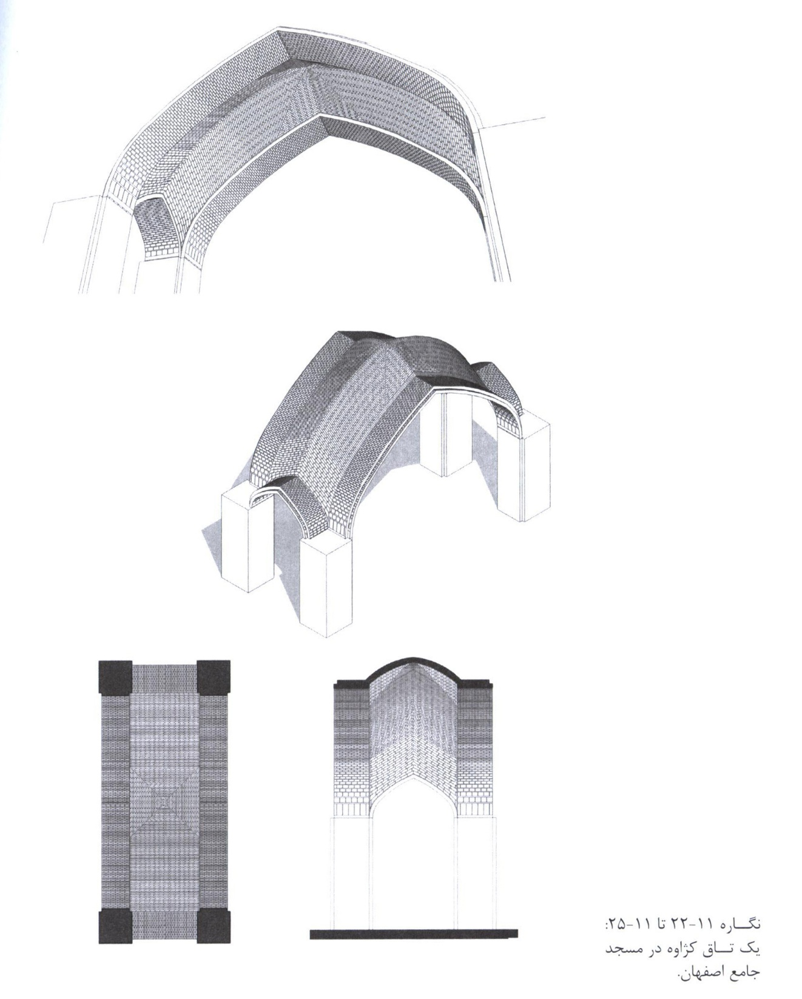 نگاره ۱۱-۲۲ تا ۱۱-۲۵:
یک تاق کژاوه در مسجد
جامع اصفهان.